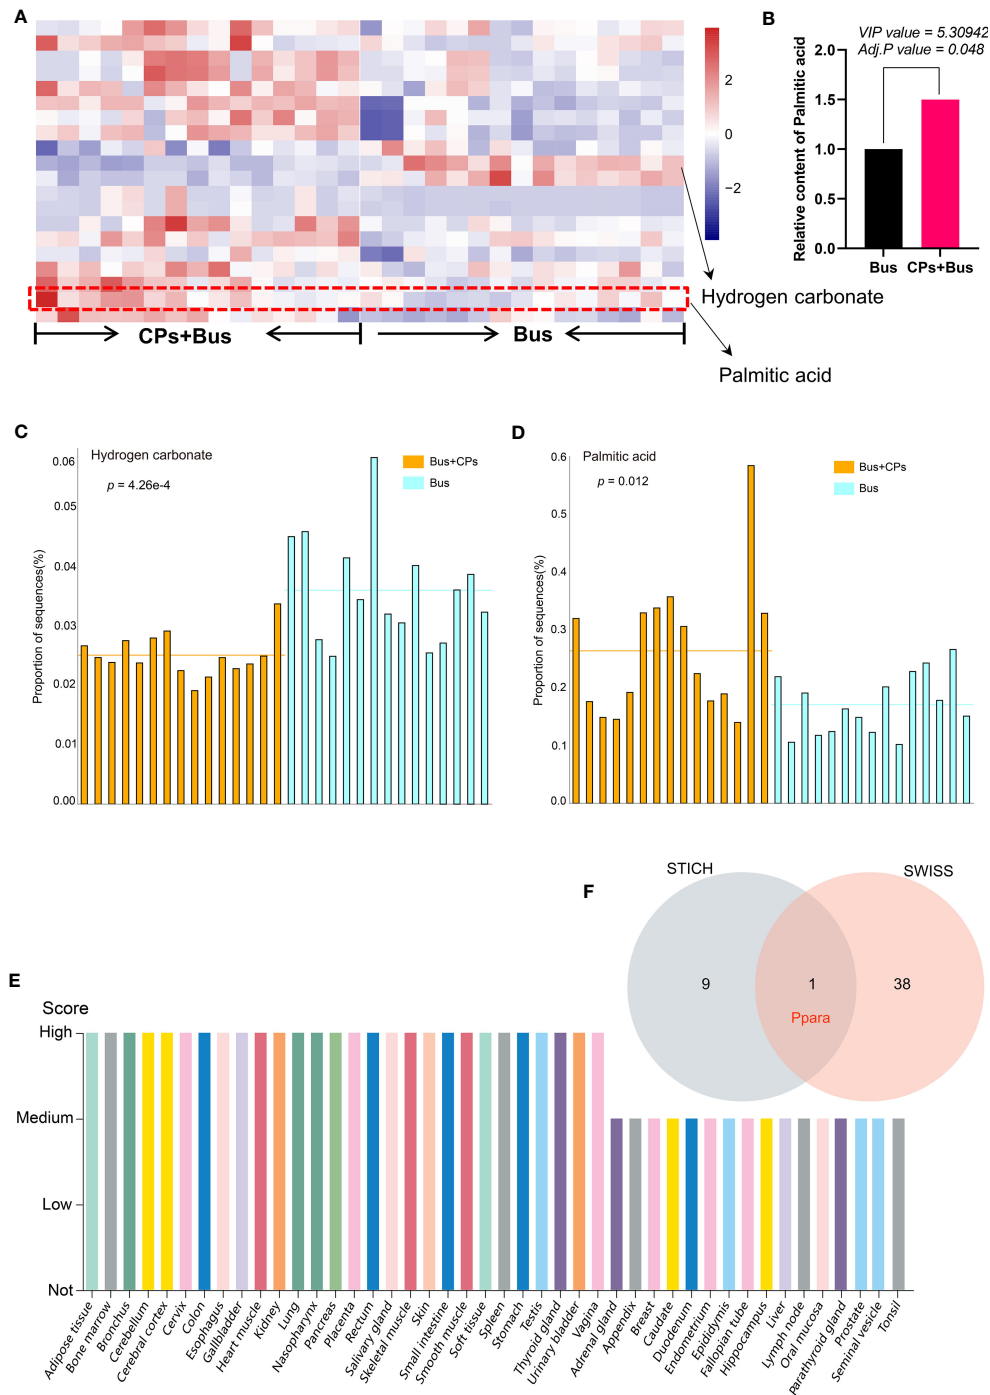 A
2
0
−2
CPs+Bus
Bus
Hydrogen carbonate
Palmitic acid
B
VIP value = 5.30942
Adj.P value = 0.048
Relative content of Palmitic acid
2.0
1.5
1.0
0.5
0.0
Bus
CPs+Bus
C
Hydrogen carbonate
p = 4.26e-4
Bus+CPs
Bus
Proportion of sequences(%)
0.06
0.05
0.04
0.03
0.02
0.01
0.00
D
Palmitic acid
p = 0.012
Bus+CPs
Bus
Proportion of sequences(%)
0.6
0.5
0.4
0.3
0.2
0.1
0.0
E
Score
High
Medium
Low
Not
Adipose tissue
Bone marrow
Bronchus
Cerebellum
Cerebral cortex
Cervix
Colon
Esophagus
Gallbladder
Heart muscle
Kidney
Lung
Nasopharynx
Pancreas
Placenta
Rectum
Salivary gland
Skeletal muscle
Skin
Small intestine
Smooth muscle
Soft tissue
Spleen
Stomach
Testis
Thyroid gland
Urinary bladder
Vagina
Adrenal gland
Appendix
Breast
Caudate
Duodenum
Endometrium
Epididymis
Fallopian tube
Hippocampus
Liver
Lymph node
Oral mucosa
Parathyroid gland
Prostate
Seminal vesicle
Tonsil
F
STICH
SWISS
9
1
38
Ppara